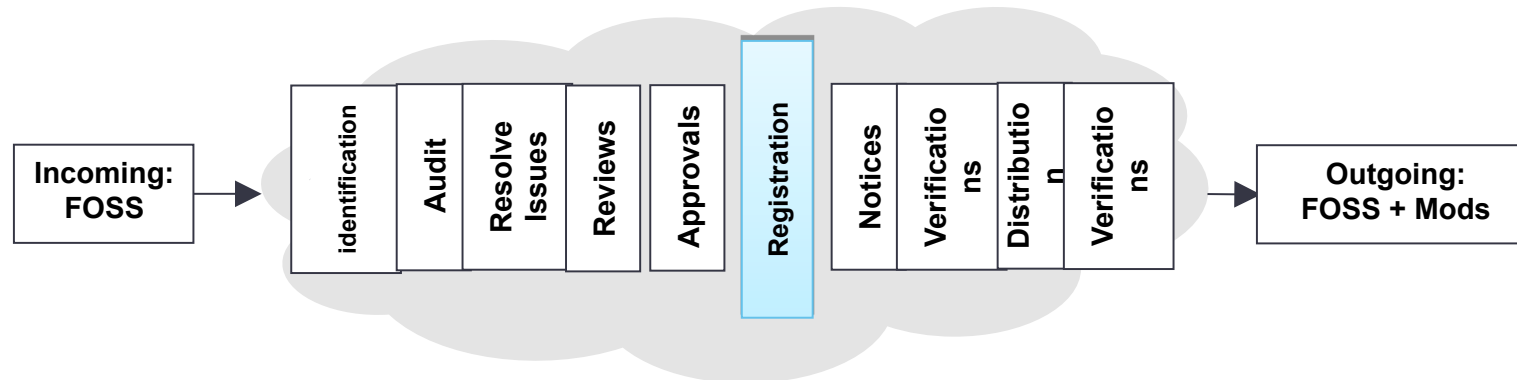 Incoming:
FOSS
identification
Audit
Resolve
Issues
Reviews
Approvals
Registration
Notices
Verificatio
ns
Distributio
n
Verificatio
ns
Outgoing:
FOSS + Mods